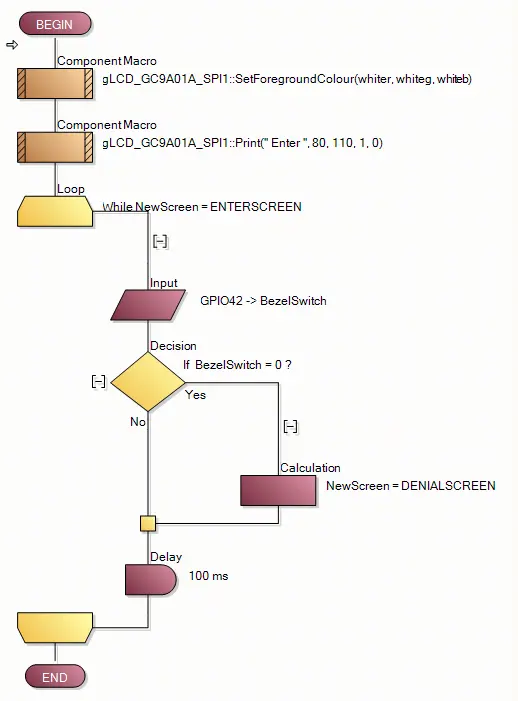 BEGIN
Component Macro
gLCD_GC9A01A_SPI1::SetForegroundColour(whiter, whiteg, whiteb)
Component Macro
gLCD_GC9A01A_SPI1::Print(" Enter ", 80, 110, 1, 0)
Loop
While NewScreen = ENTERSCREEN
Input
GPIO42 -> BezelSwitch
Decision
If BezelSwitch = 0 ?
Yes
No
Calculation
NewScreen = DENIALSCREEN
Delay
100 ms
END